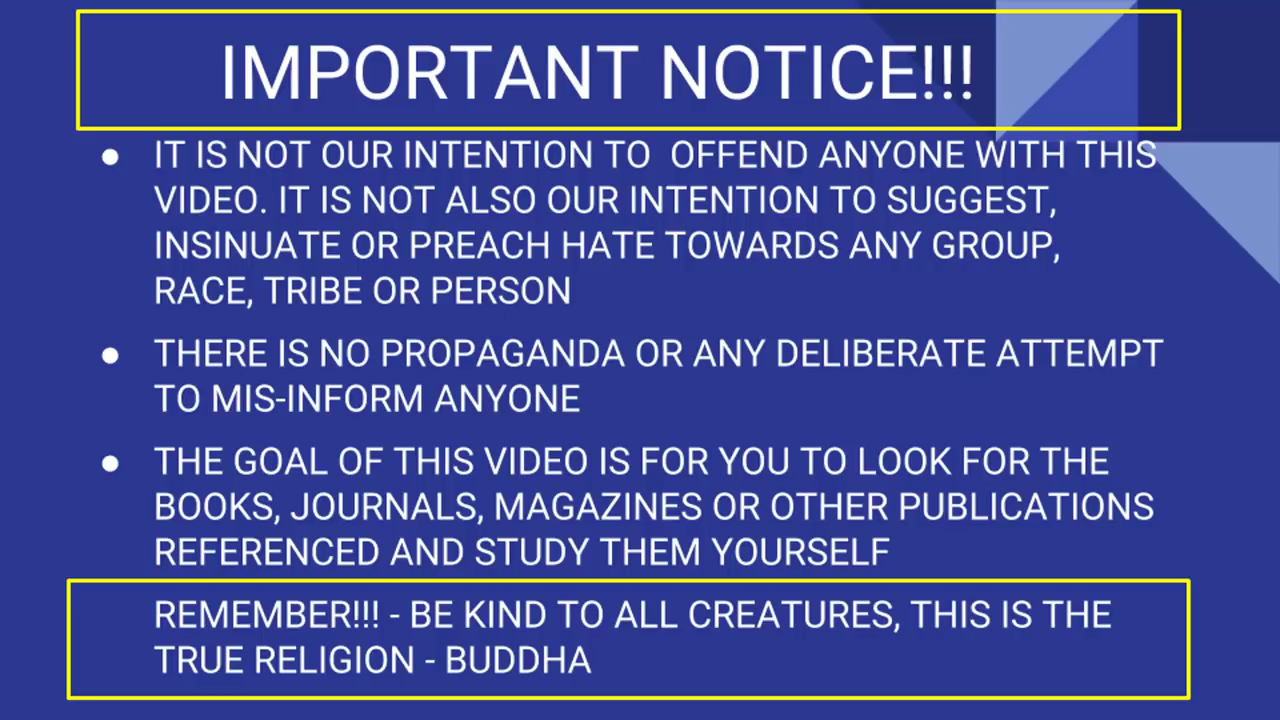 IMPORTANT NOTICE!!!
● IT IS NOT OUR INTENTION TO  OFFEND ANYONE WITH THIS
VIDEO. IT IS NOT ALSO OUR INTENTION TO SUGGEST,
INSINUATE OR PREACH HATE TOWARDS ANY GROUP,
RACE, TRIBE OR PERSON
● THERE IS NO PROPAGANDA OR ANY DELIBERATE ATTEMPT
TO MIS-INFORM ANYONE
● THE GOAL OF THIS VIDEO IS FOR YOU TO LOOK FOR THE
BOOKS, JOURNALS, MAGAZINES OR OTHER PUBLICATIONS
REFERENCED AND STUDY THEM YOURSELF
REMEMBER!!! - BE KIND TO ALL CREATURES, THIS IS THE
TRUE RELIGION - BUDDHA